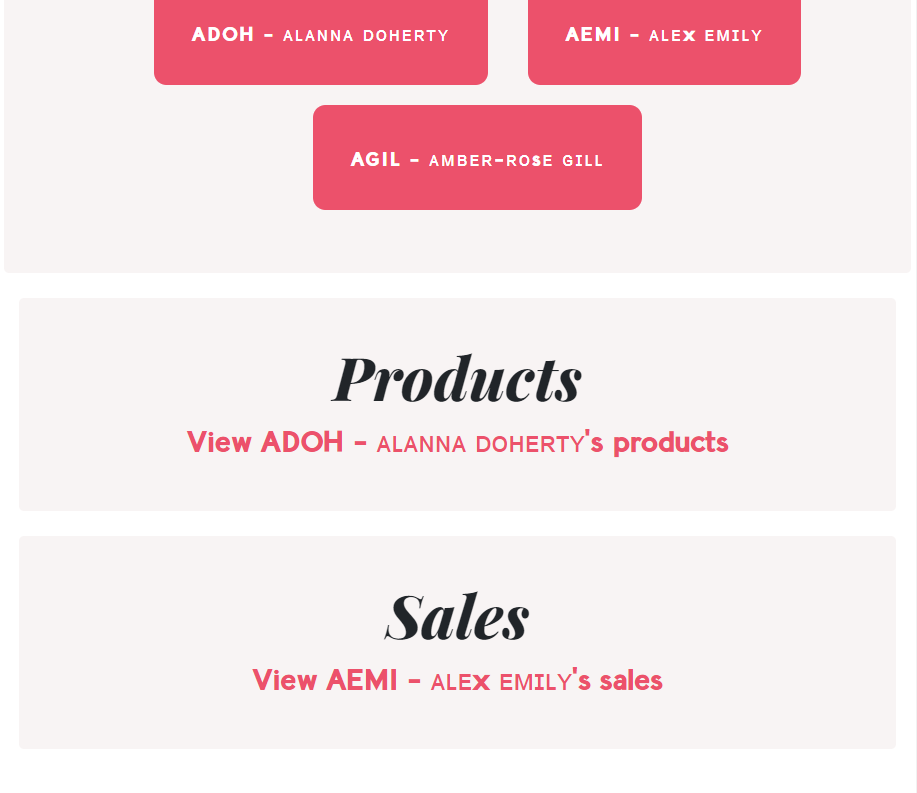 ADOH - ALANNA DOHERTY
AEMI - ALEX EMILY
AGIL - AMBER-ROSE GILL
Products
View ADOH - ALANNA DOHERTY's products
Sales
View AEMI - ALEX EMILY's sales